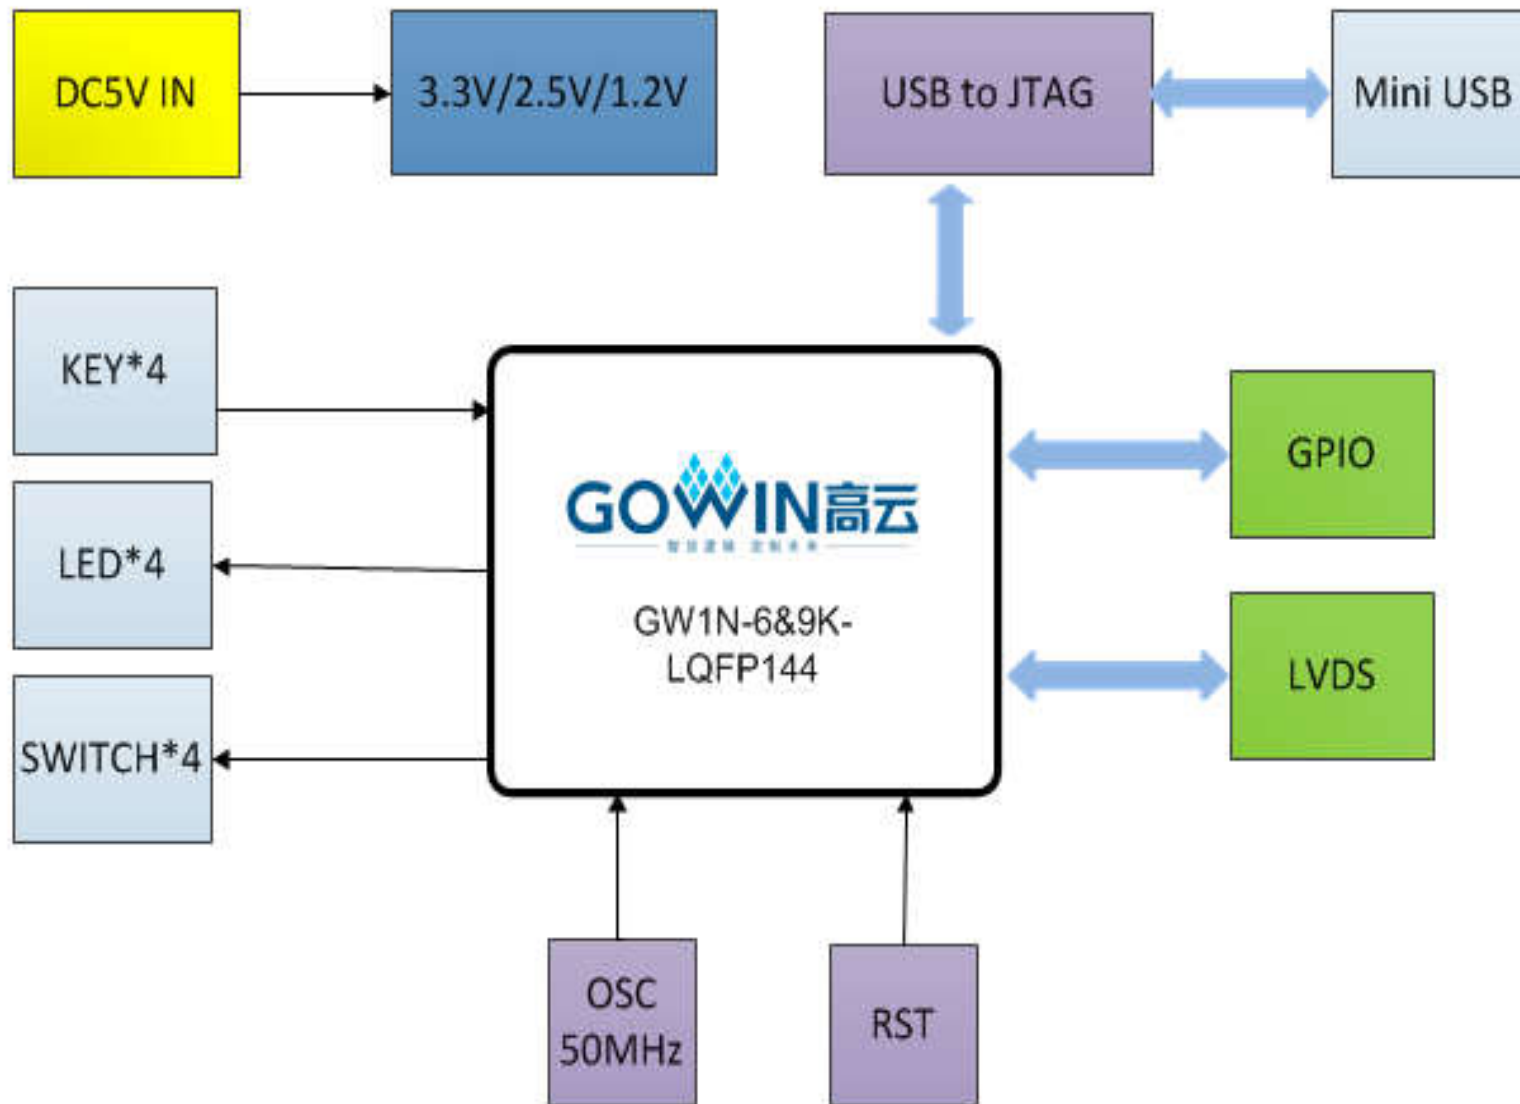 DC5V IN
3.3V/2.5V/1.2V
USB to JTAG
Mini USB
KEY*4
LED*4
SWITCH*4
GOWIN高云
GW1N-6&9K-
LQFP144
GPIO
LVDS
OSC
50MHz
RST